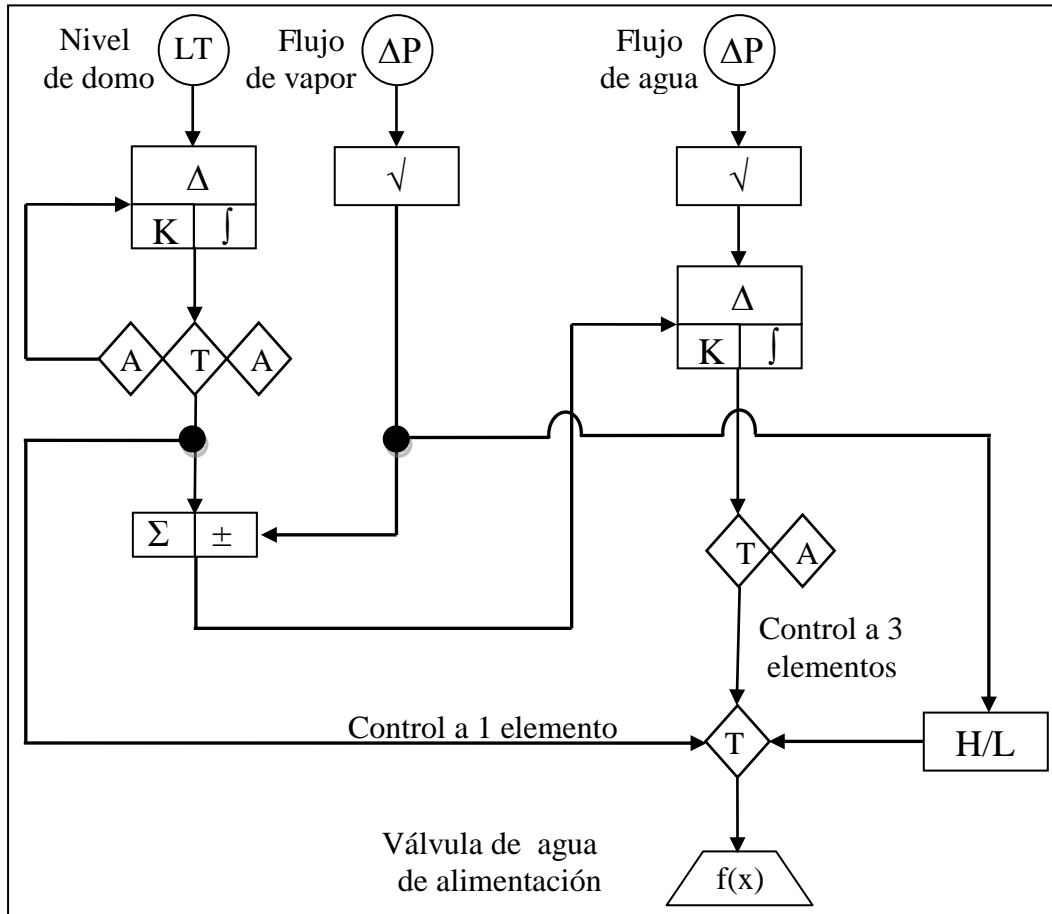 Nivel
de domo
LT
Flujo
de vapor
ΔP
Flujo
de agua
ΔP
Δ
K ∫
√
√
Δ
K ∫
A T A
Σ ±
T A
Control a 3
elementos
Control a 1 elemento
T
H/L
Válvula de agua
de alimentación
f(x)